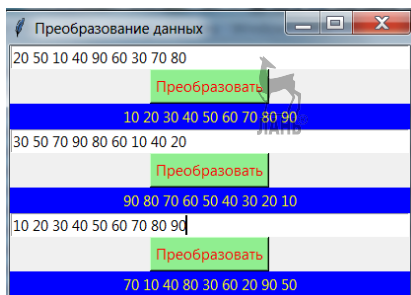 Преобразование данных
20 50 10 40 90 60 30 70 80
Преобразовать
10 20 30 40 50 60 70 80 90
ЛАНЬ®
30 50 70 90 80 60 10 40 20
Преобразовать
90 80 70 60 50 40 30 20 10
10 20 30 40 50 60 70 80 90
Преобразовать
70 10 40 80 30 60 20 90 50